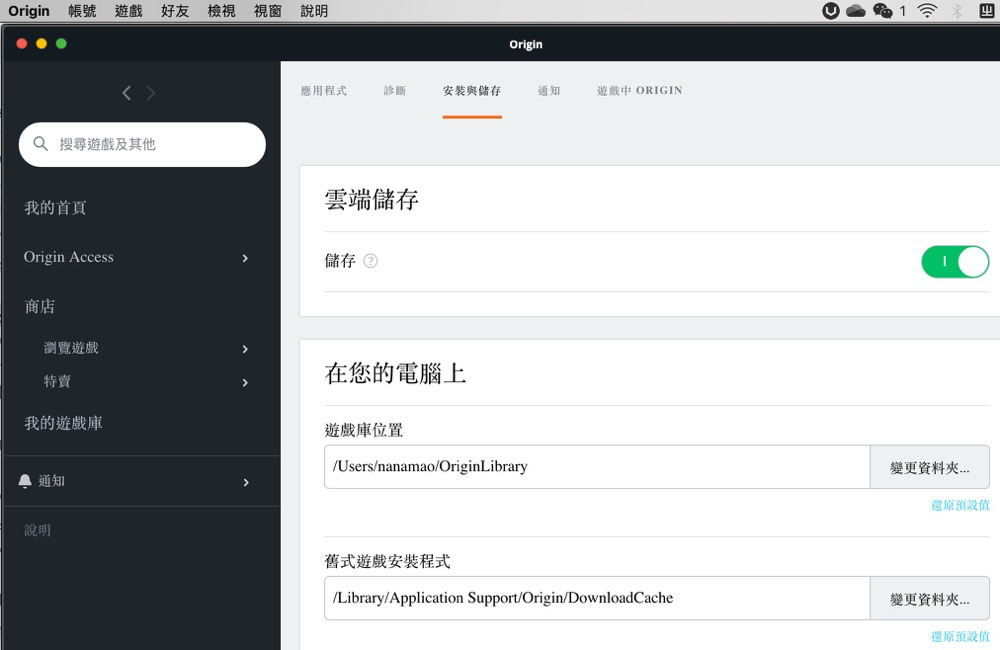 Origin 帳號 遊戲 好友 檢視 視窗 說明 1
Origin
應用程式 診斷 安裝與儲存 通知 遊戲中 ORIGIN
搜尋遊戲及其他
我的首頁
Origin Access
商店
瀏覽遊戲
特賣
我的遊戲庫
通知
說明
雲端儲存
儲存 ?
在您的電腦上
遊戲庫位置
/Users/nanamao/OriginLibrary 變更資料夾...
還原預設值
舊式遊戲安裝程式
/Library/Application Support/Origin/DownloadCache 變更資料夾...
還原預設值